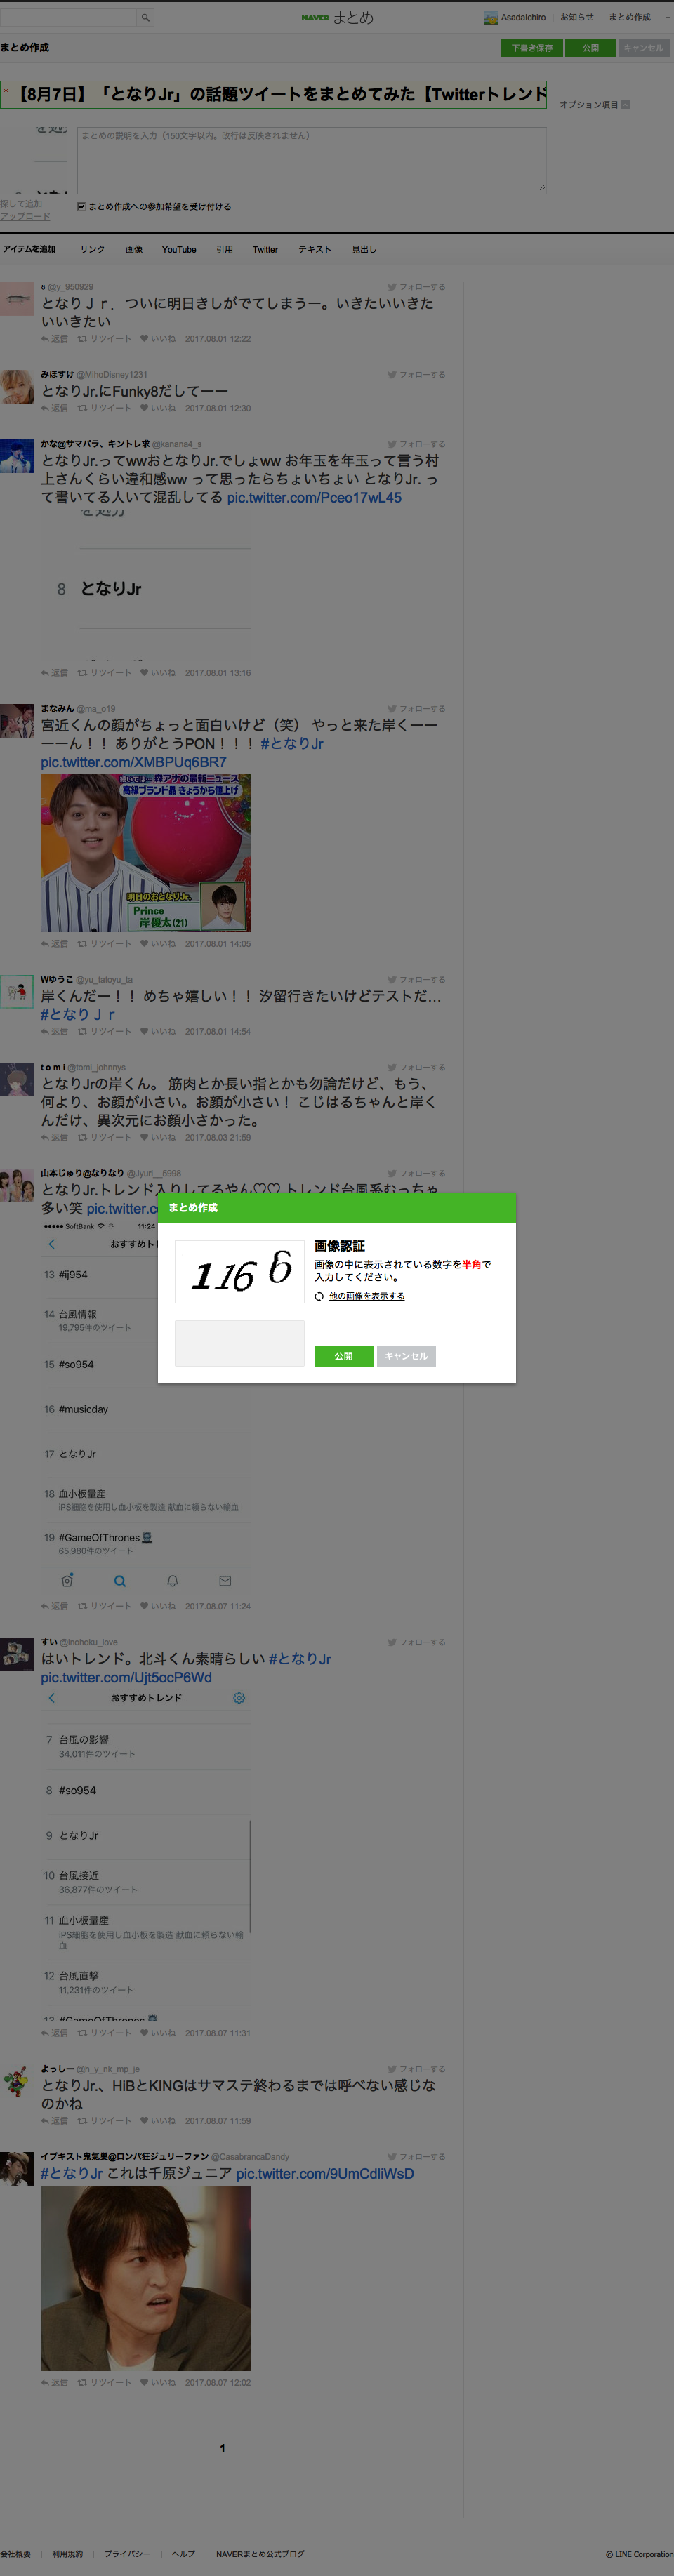 NAVER まとめ
AsadaIchiro お知らせ まとめ作成
まとめ作成
下書き保存 公開 キャンセル
* 【8月7日】「となりJr」の話題ツイートをまとめてみた【Twitterトレンド
オプション項目
まとめの説明を入力（150文字以内。改行は反映されません）
探して追加
アップロード
まとめ作成への参加希望を受け付ける
アイテムを追加 リンク 画像 YouTube 引用 Twitter テキスト 見出し
@y_950929 フォローする
となりＪｒ．ついに明日きしがでてしまうー。いきたいいきた
いいきたい
返信 リツイート いいね 2017.08.01 12:22
みほすけ @MihoDisney1231 フォローする
となりJr.にFunky8だしてーー
返信 リツイート いいね 2017.08.01 12:30
かな@サマパラ、キントレ求 @kanana4_s フォローする
となりJr.ってwwおとなりJr.でしょww お年玉を年玉って言う村
上さんくらい違和感ww って思ったらちょいちょい となりJr. っ
て書いてる人いて混乱してる pic.twitter.com/Pceo17wL45
8 となりJr
返信 リツイート いいね 2017.08.01 13:16
まなみん @ma_o19 フォローする
宮近くんの顔がちょっと面白いけど（笑） やっと来た岸くーー
ーーん！！ ありがとうPON！！！ #となりJr
pic.twitter.com/XMBPUq6BR7
続いては… 森アナの最新ニュース
高級ブランド品 きょうから値上げ
明日のおとなりJr.
Prince
岸優太(21)
返信 リツイート いいね 2017.08.01 14:05
Wゆうこ @yu_tatoyu_ta フォローする
岸くんだー！！ めちゃ嬉しい！！ 汐留行きたいけどテストだ…
#となりＪｒ
返信 リツイート いいね 2017.08.01 14:54
t o m i @tomi_johnnys フォローする
となりJrの岸くん。 筋肉とか長い指とかも勿論だけど、もう、
何より、お顔が小さい。お顔が小さい！ こじはるちゃんと岸く
んだけ、異次元にお顔小さかった。
返信 リツイート いいね 2017.08.03 21:59
山本じゅり@なりなり @Jyuri__5998 フォローする
となりJr.トレンド入りしてるやん♡♡ トレンド台風系むっちゃ
多い笑 pic.twitter.c
SoftBank 11:24
おすすめト
13 #ij954
14 台風情報
19,795件のツイート
15 #so954
16 #musicday
17 となりJr
18 血小板量産
iPS細胞を使用し血小板を製造 献血に頼らない輸血
19 #GameOfThrones
65,980件のツイート
返信 リツイート いいね 2017.08.07 11:24
まとめ作成
画像認証
画像の中に表示されている数字を半角で
入力してください。
他の画像を表示する
公開 キャンセル
すい @inohoku_love フォローする
はいトレンド。北斗くん素晴らしい #となりJr
pic.twitter.com/Ujt5ocP6Wd
おすすめトレンド
7 台風の影響
34,011件のツイート
8 #so954
9 となりJr
10 台風接近
36,877件のツイート
11 血小板量産
iPS細胞を使用し血小板を製造 献血に頼らない輸
血
12 台風直撃
11,231件のツイート
13 #GameOfThrones
返信 リツイート いいね 2017.08.07 11:31
よっしー @h_y_nk_mp_je フォローする
となりJr.、HiBとKINGはサマステ終わるまでは呼べない感じな
のかね
返信 リツイート いいね 2017.08.07 11:59
イブキスト鬼氣巣@ロンパ狂ジュリーファン @CasabrancaDandy フォローする
#となりJr これは千原ジュニア pic.twitter.com/9UmCdliWsD
返信 リツイート いいね 2017.08.07 12:02
1
会社概要 利用規約 プライバシー ヘルプ NAVERまとめ公式ブログ
© LINE Corporation